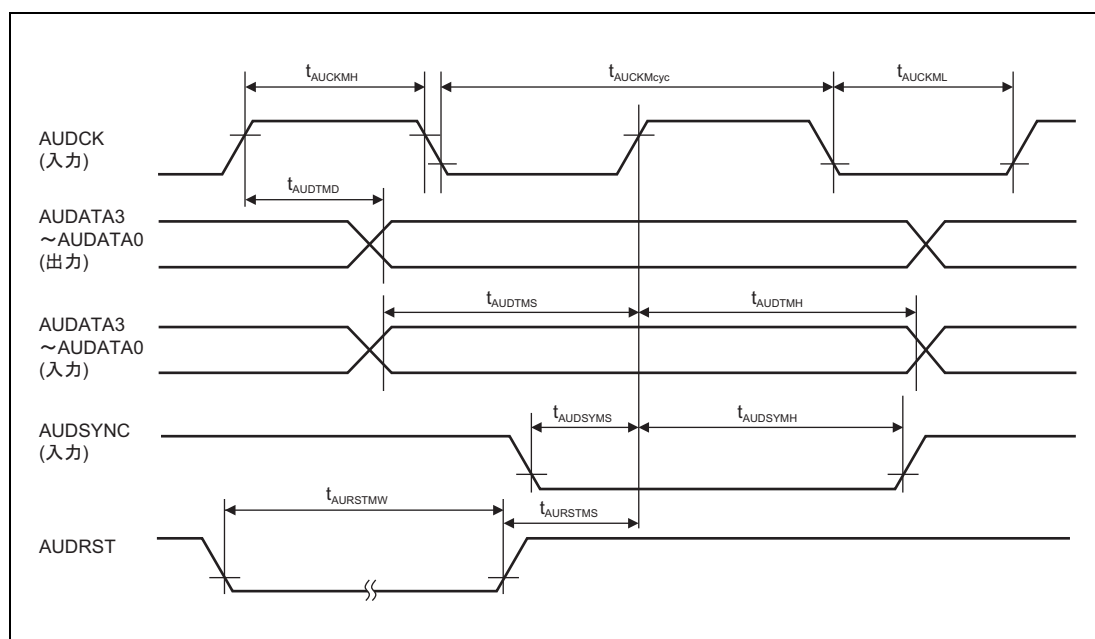 tAUCKMH
tAUCKMcyc
tAUCKML
AUDCK
(入力)
tAUDTMD
AUDATA3
～AUDATA0
(出力)
tAUDTMS
tAUDTMH
AUDATA3
～AUDATA0
(入力)
tAUDSYMS
tAUDSYMH
AUDSYNC
(入力)
tAURSTMW
tAURSTMS
AUDRST